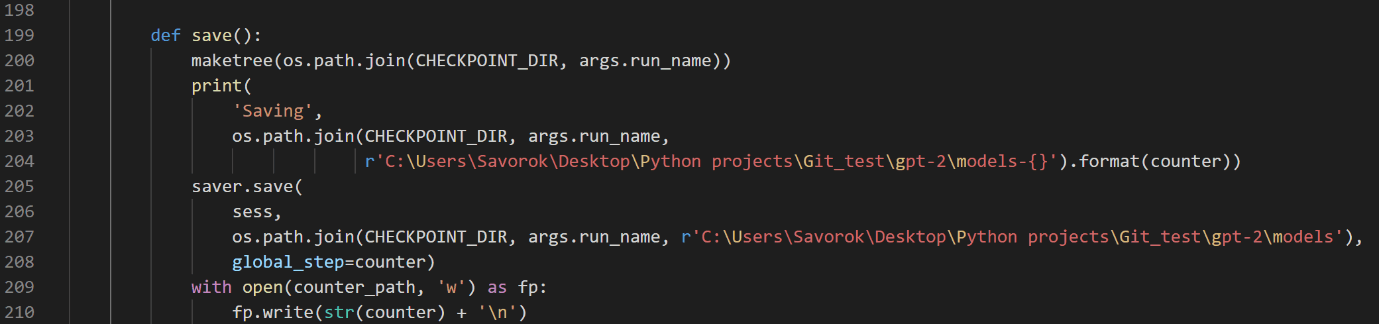 198
199 def save():
200 maketree(os.path.join(CHECKPOINT_DIR, args.run_name))
201 print(
202 'Saving',
203 os.path.join(CHECKPOINT_DIR, args.run_name,
204 r'C:\Users\Savorok\Desktop\Python projects\Git_test\gpt-2\models-{}').format(counter))
205 saver.save(
206 sess,
207 os.path.join(CHECKPOINT_DIR, args.run_name, r'C:\Users\Savorok\Desktop\Python projects\Git_test\gpt-2\models'),
208 global_step=counter)
209 with open(counter_path, 'w') as fp:
210 fp.write(str(counter) + '\n')